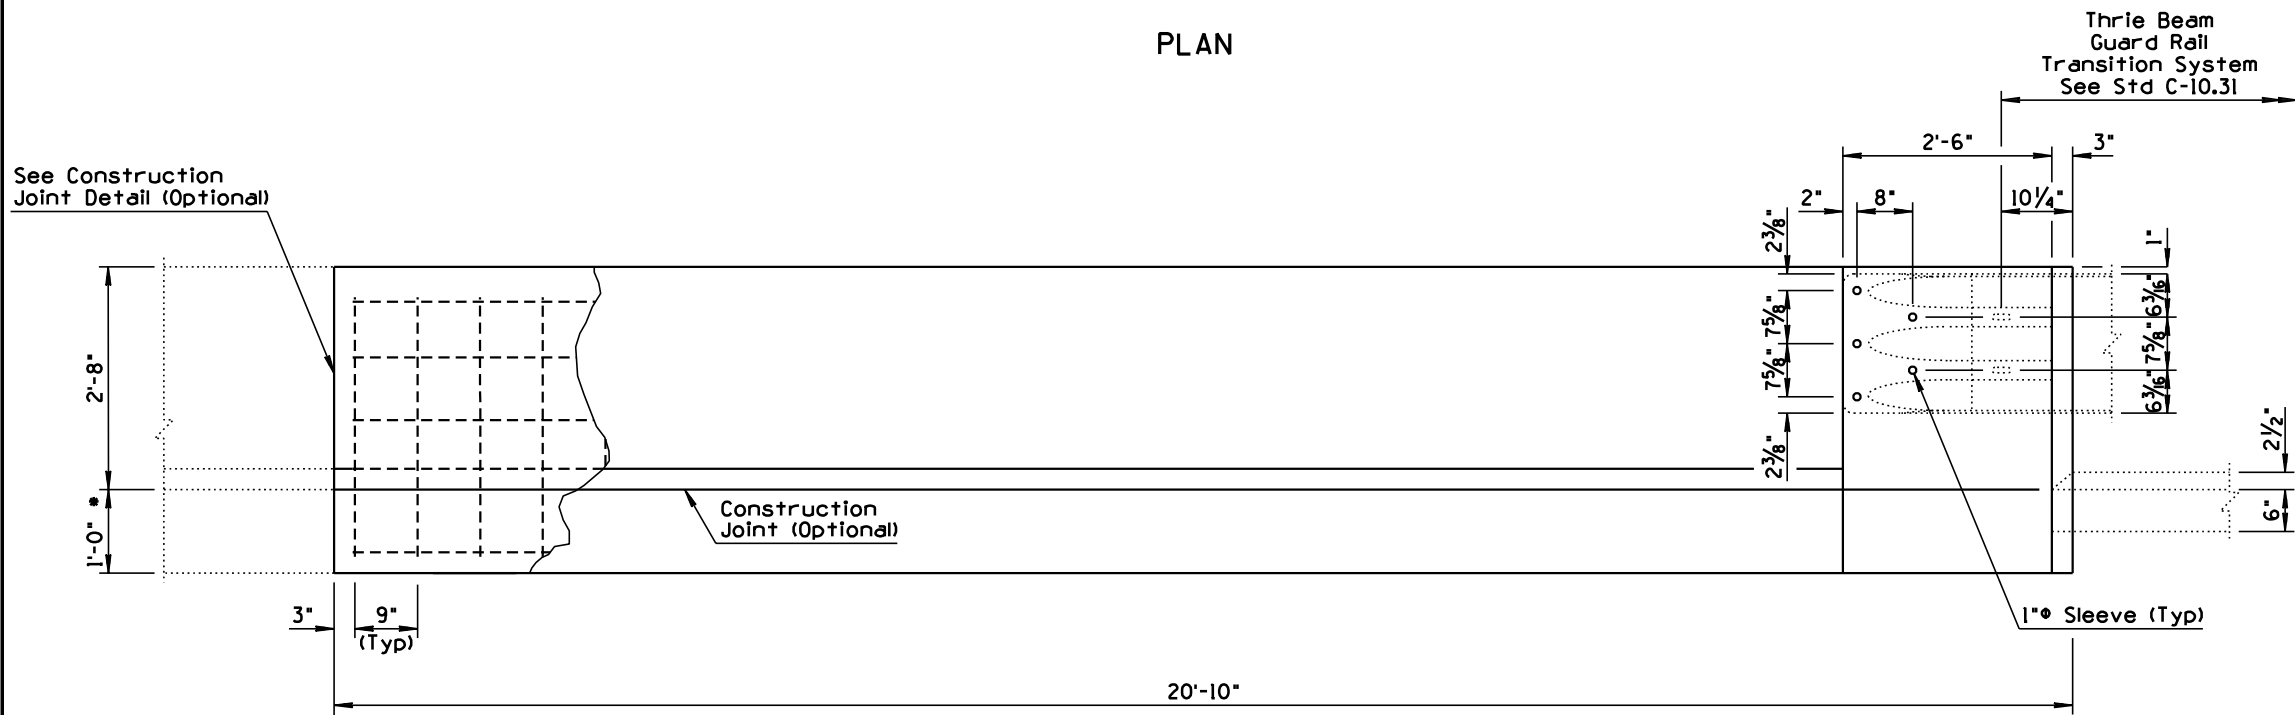 PLAN
Thrie Beam
Guard Rail
Transition System
See Std C-10.31
2'-6"
3"
See Construction
Joint Detail (Optional)
2"
8"
10¼"
2⅜"
1"
7⅝"
6³⁄₁₆"
7⅝"
7⅝"
6³⁄₁₆"
2'-8"
2⅜"
2½"
1'-0" *
Construction
Joint (Optional)
6"
3"
9"
(Typ)
1"Φ Sleeve (Typ)
20'-10"